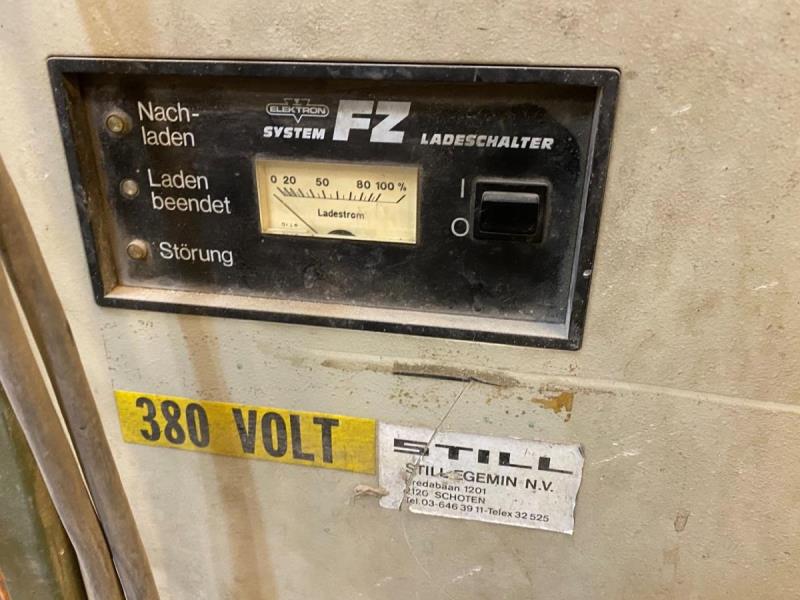 Nach-
laden
Laden
beendet
Störung
ELEKTRON
SYSTEM FZ LADESCHALTER
0 20 50 80 100 %
Ladestrom
I
O
380 VOLT
STILL
STILL EGEMIN N.V.
redabaan 1201
2120 SCHOTEN
Tel. 03-646 39 11-Telex 32 525